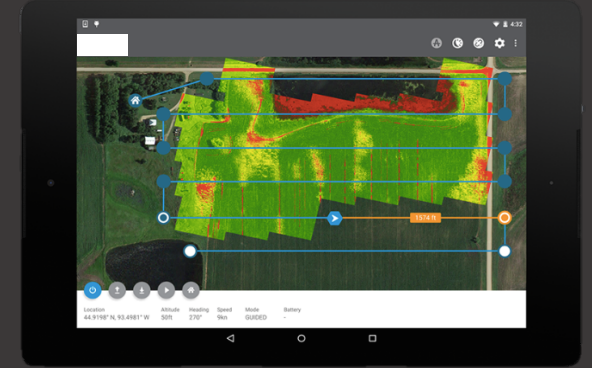 4:32
1574 ft
Location Altitude Heading Speed Mode Battery
44.9198° N, 93.4981° W 50ft 270° 9kn GUIDED -